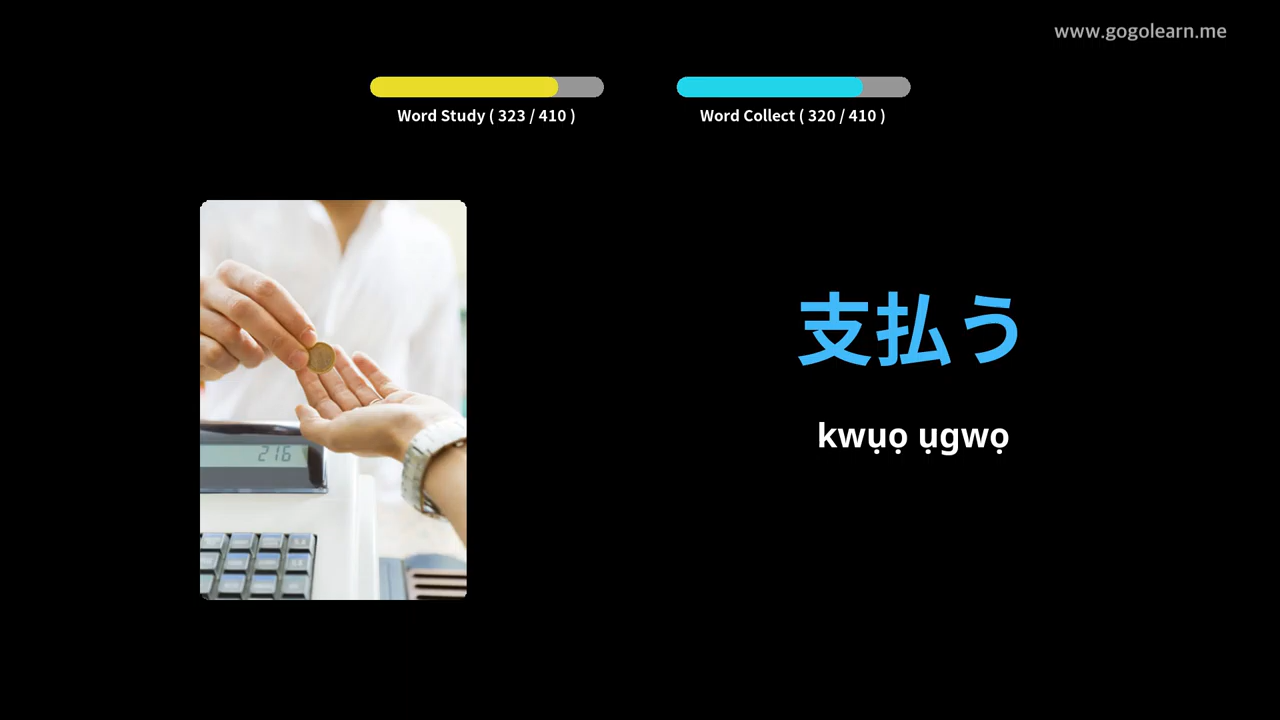 www.gogolearn.me
Word Study ( 323 / 410 )
Word Collect ( 320 / 410 )
支払う
kwụọ ụgwọ
216